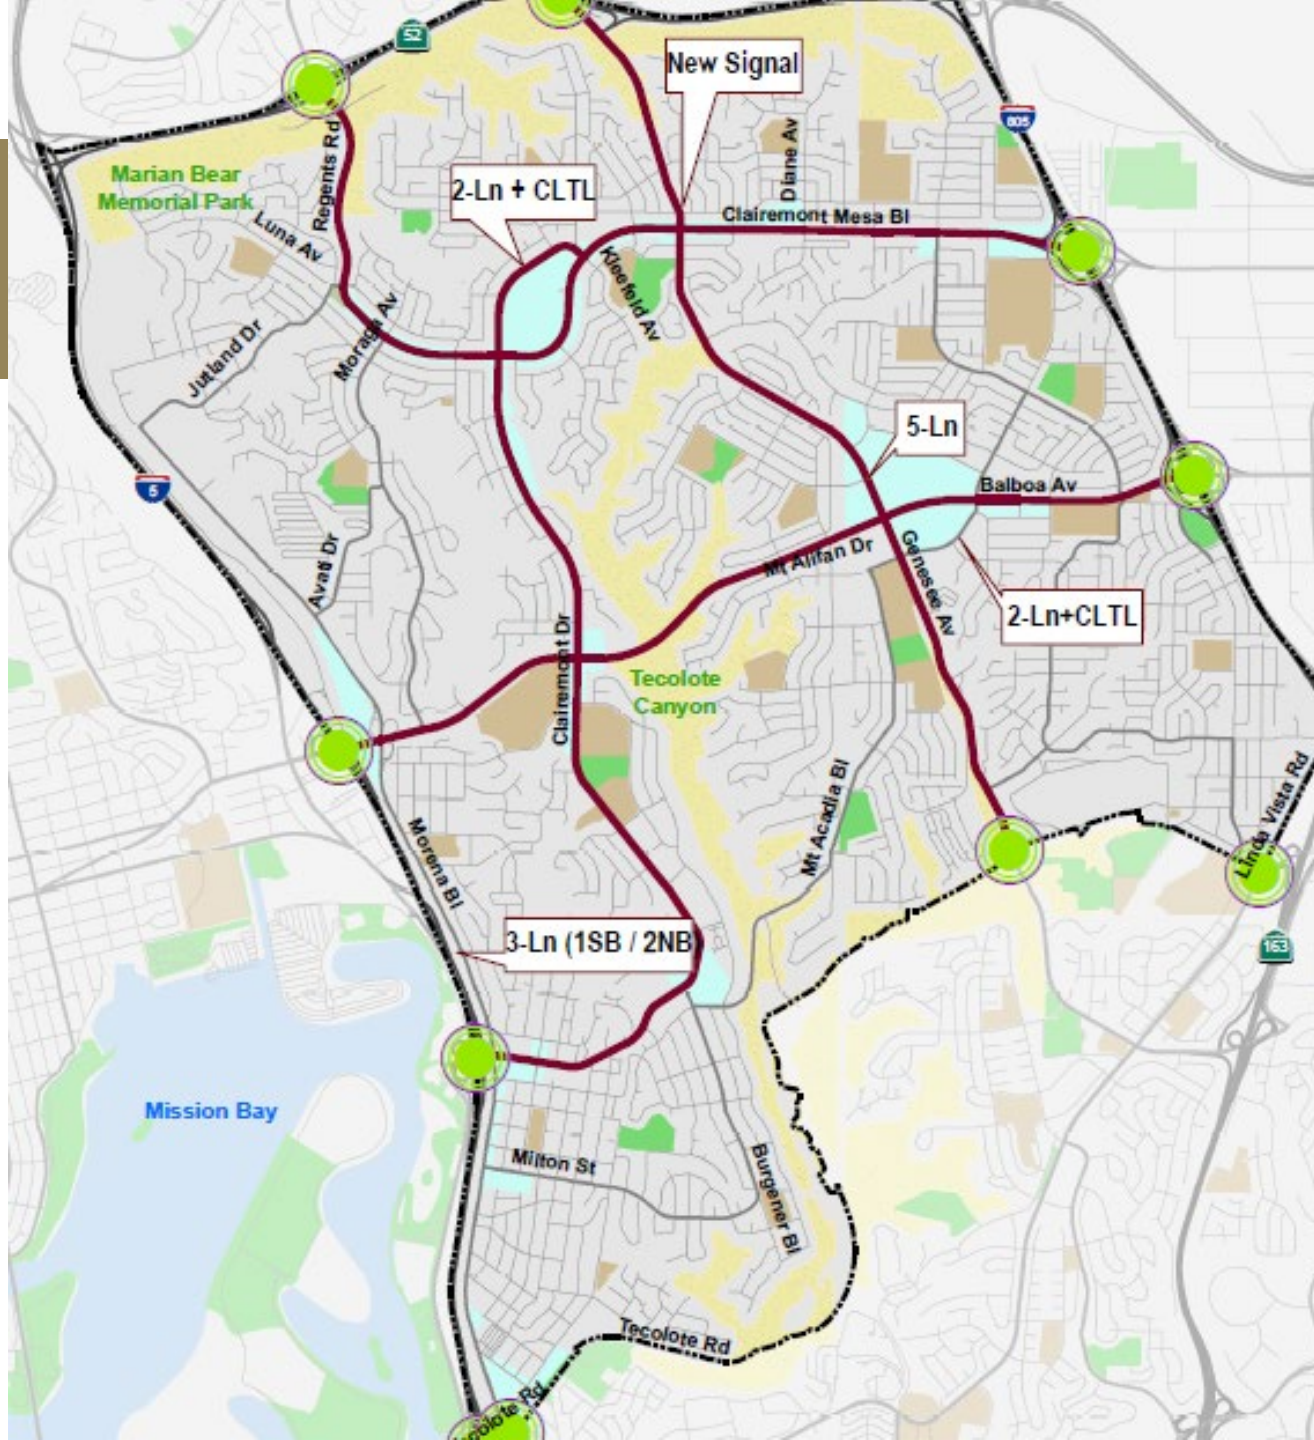 52
New Signal
805
Marian Bear
Memorial Park
Regents Rd
2-Ln + CLTL
Diane Av
Clairemont Mesa Bl
Luna Av
Kleefeld Av
Jutland Dr
Moraga Av
5-Ln
5
Balboa Av
Avati Dr
Mt Alifan Dr
Genesee Av
2-Ln+CLTL
Clairemont Dr
Tecolote
Canyon
Morena Bl
Mt Acadia Bl
Linda Vista Rd
3-Ln (1SB / 2NB)
163
Mission Bay
Milton St
Burgener Bl
Tecolote Rd
Tecolote Rd